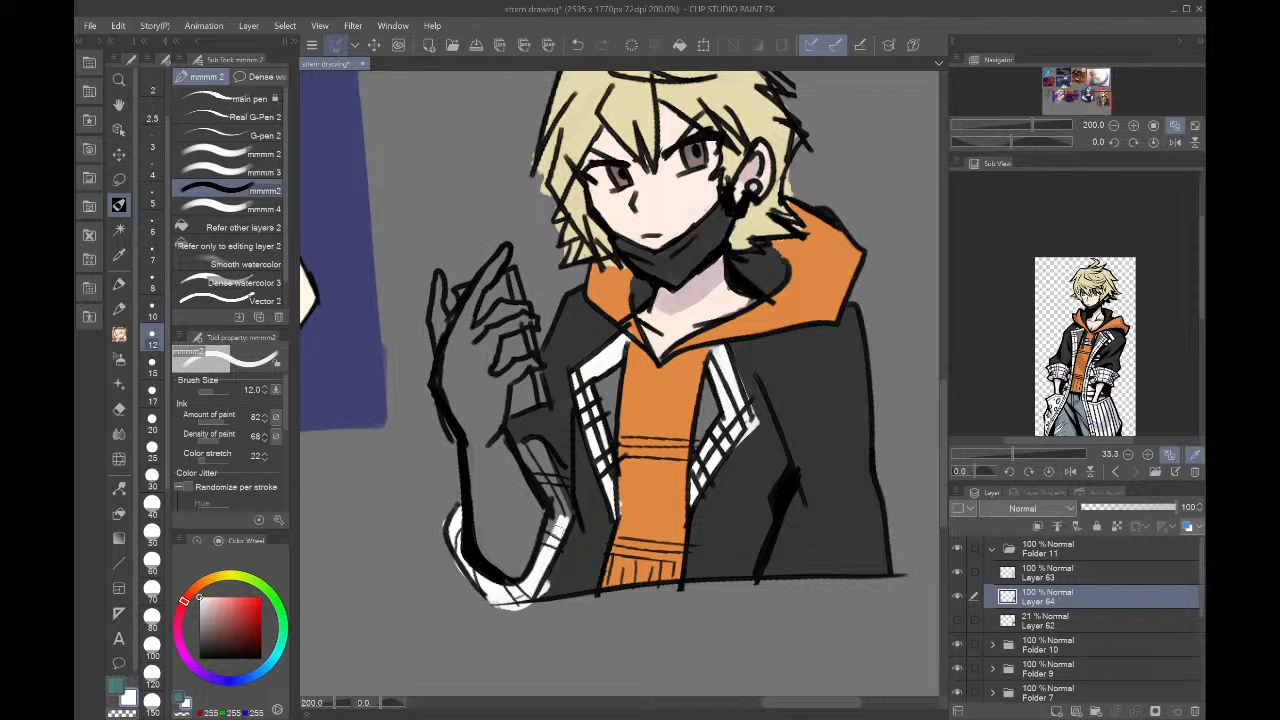 strem drawing* (2535 x 1770px 72dpi 200.0%) - CLIP STUDIO PAINT EX
File Edit Story(P) Animation Layer Select View Filter Window Help
Sub Tool: mmmm 2
strem drawing*
Navigator
mmmm 2 Dense wa
main pen
Real G-Pen 2
G-pen 2
mmmm 2
mmmm 3
mmmm2
mmmm 4
Refer other layers 2
Refer only to editing layer 2
Smooth watercolor
Dense watercolor 3
Vector 2
2
2.5
3
4
5
6
7
8
10
12
15
17
20
25
30
40
50
60
70
80
100
120
150
200.0
0.0
Sub View
Tool property: mmmm2
mmmm2
Brush Size 12.0
Ink
Amount of paint 82
Density of paint 68
Color stretch 22
Color Jitter
Randomize per stroke
Hue
Color Wheel
255 255 255
33.3
0.0
Layer Layer Property Auto Action
Normal 100
100 % Normal
Folder 11
100 % Normal
Layer 63
100 % Normal
Layer 64
21 % Normal
Layer 62
100 % Normal
Folder 10
100 % Normal
Folder 9
100 % Normal
Folder 7
200.0 0.0